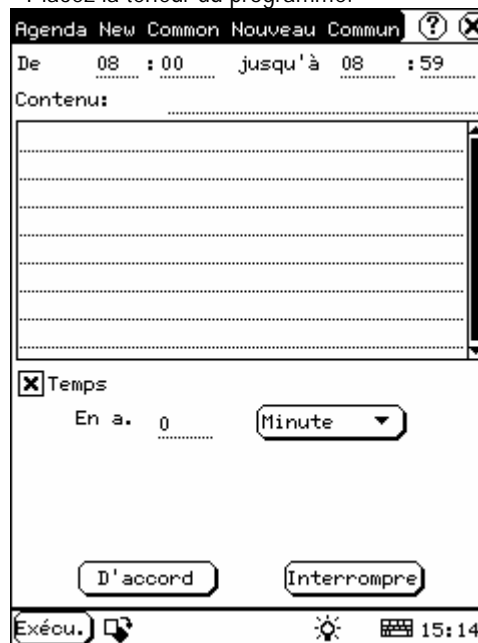 Placez la teneur du programme.
Agenda New Common Nouveau Commun ?
De 08 : 00 jusqu'à 08 : 59
Contenu:
Temps
En a. 0 Minute
D'accord Interrompre
Exécu. 15:14